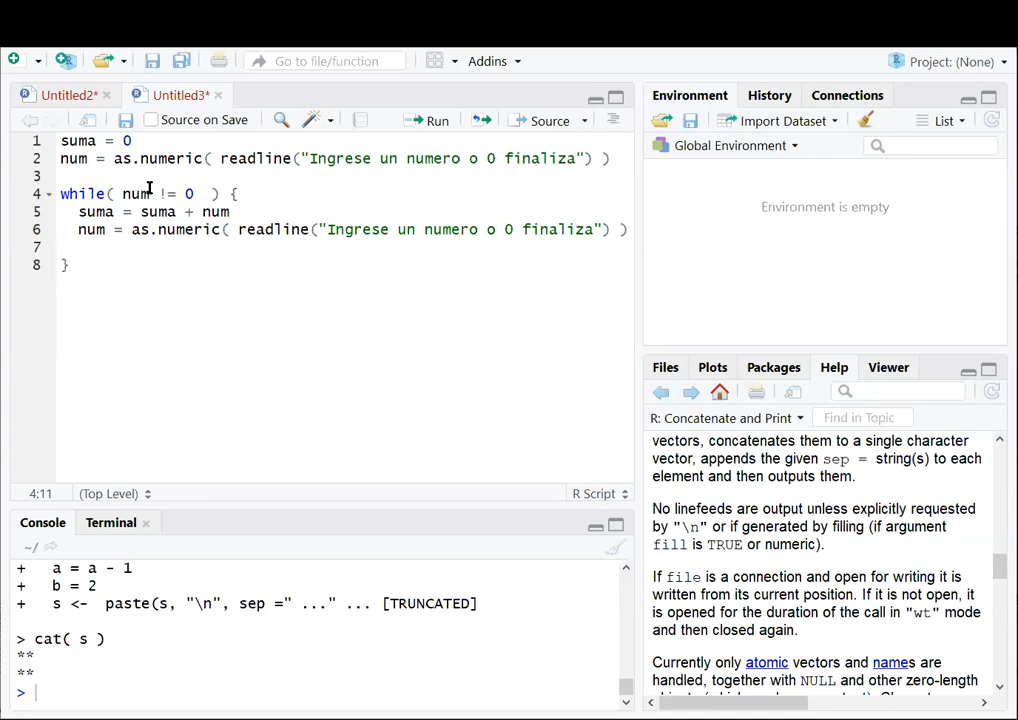 Go to file/function
Addins
Project: (None)
Untitled2*
Untitled3*
Source on Save
Run
Source
1 suma = 0
2 num = as.numeric( readline("Ingrese un numero o 0 finaliza") )
3
4 while( num != 0 ) {
5 suma = suma + num
6 num = as.numeric( readline("Ingrese un numero o 0 finaliza") )
7
8 }
4:11
(Top Level)
R Script
Console
Terminal
~/
+ a = a - 1
+ b = 2
+ s <- paste(s, "\n", sep =" ..." ... [TRUNCATED]
> cat( s )
**
**
>
Environment
History
Connections
Import Dataset
List
Global Environment
Environment is empty
Files
Plots
Packages
Help
Viewer
R: Concatenate and Print
Find in Topic
vectors, concatenates them to a single character
vector, appends the given sep = string(s) to each
element and then outputs them.
No linefeeds are output unless explicitly requested
by "\n" or if generated by filling (if argument
fill is TRUE or numeric).
If file is a connection and open for writing it is
written from its current position. If it is not open, it
is opened for the duration of the call in "wt" mode
and then closed again.
Currently only atomic vectors and names are
handled, together with NULL and other zero-length